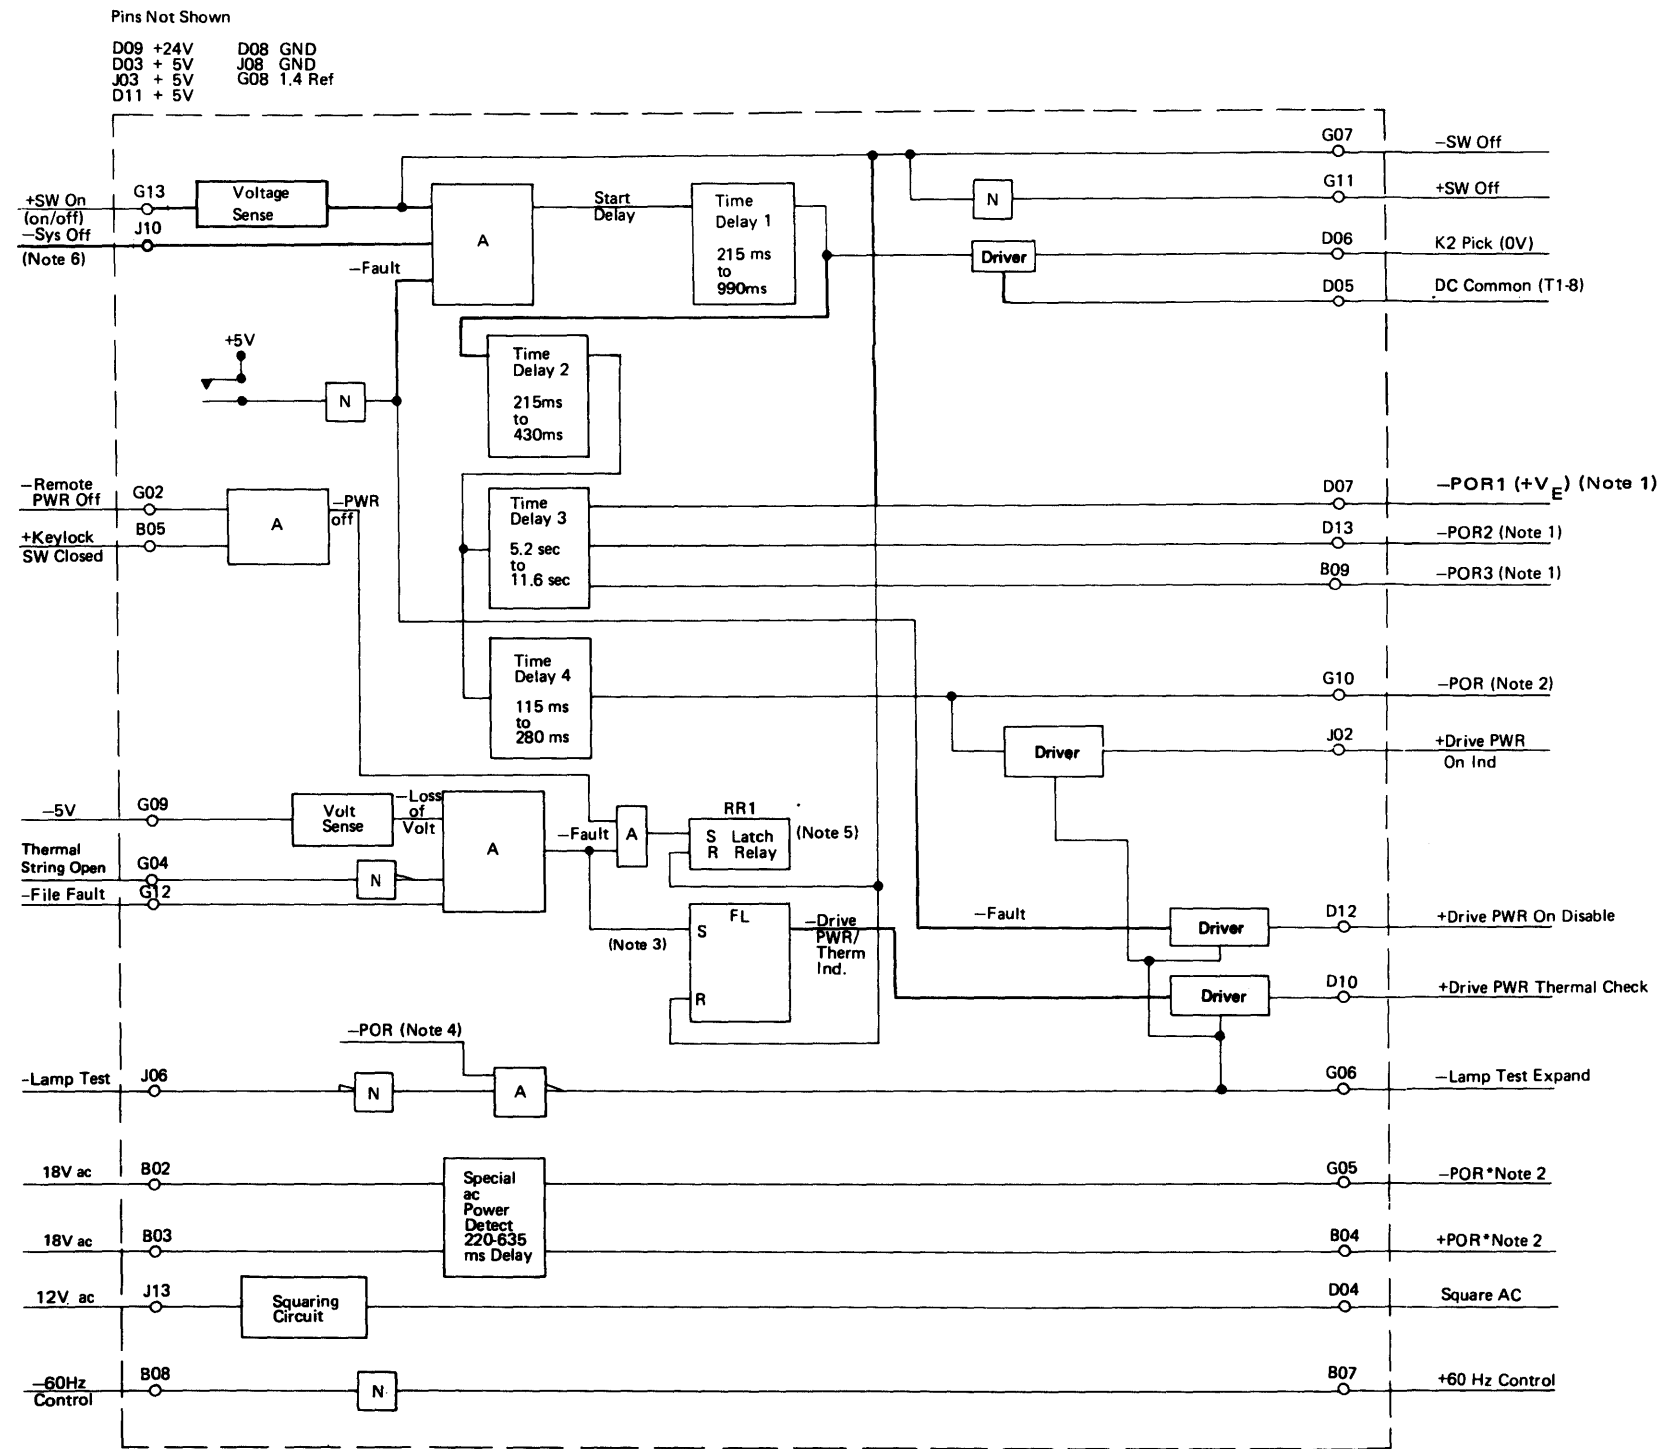 Pins Not Shown
D09 +24V
D03 + 5V
J03 + 5V
D11 + 5V
D08 GND
J08 GND
G08 1.4 Ref
+SW On
(on/off)
G13
Voltage
Sense
-Sys Off
(Note 6)
J10
-Fault
A
Start
Delay
Time
Delay 1
215 ms
to
990ms
N
Driver
G07
-SW Off
G11
+SW Off
D06
K2 Pick (0V)
D05
DC Common (T1-8)
+5V
N
Time
Delay 2
215ms
to
430ms
-Remote
PWR Off
G02
+Keylock
SW Closed
B05
A
-PWR
off
Time
Delay 3
5.2 sec
to
11.6 sec
D07
-POR1 (+VE) (Note 1)
D13
-POR2 (Note 1)
B09
-POR3 (Note 1)
Time
Delay 4
115 ms
to
280 ms
G10
-POR (Note 2)
Driver
J02
+Drive PWR
On Ind
-5V
G09
Volt
Sense
-Loss
of
Volt
Thermal
String Open
G04
N
-File Fault
G12
A
-Fault
A
RR1
S Latch
R Relay
(Note 5)
(Note 3)
FL
S
R
-Drive
PWR/
Therm
Ind.
-Fault
Driver
D12
+Drive PWR On Disable
Driver
D10
+Drive PWR Thermal Check
-POR (Note 4)
-Lamp Test
J06
N
A
G06
-Lamp Test Expand
18V ac
B02
Special
ac
Power
Detect
220-635
ms Delay
G05
-POR*Note 2
18V ac
B03
B04
+POR*Note 2
12V ac
J13
Squaring
Circuit
D04
Square AC
-60Hz
Control
B08
N
B07
+60 Hz Control